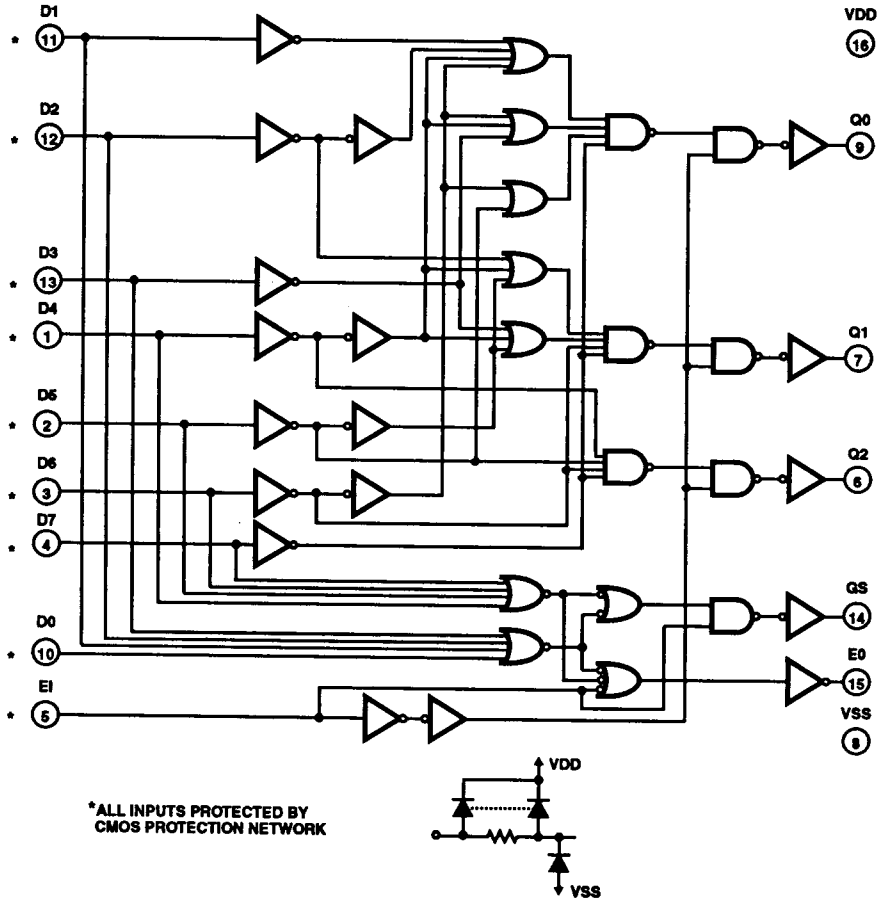 D1
* 11
VDD
16
D2
* 12
Q0
9
D3
* 13
D4
* 1
Q1
7
D5
* 2
D6
* 3
Q2
6
D7
* 4
QS
14
D0
* 10
E0
15
EI
* 5
VSS
8
VDD
*ALL INPUTS PROTECTED BY
CMOS PROTECTION NETWORK
VSS